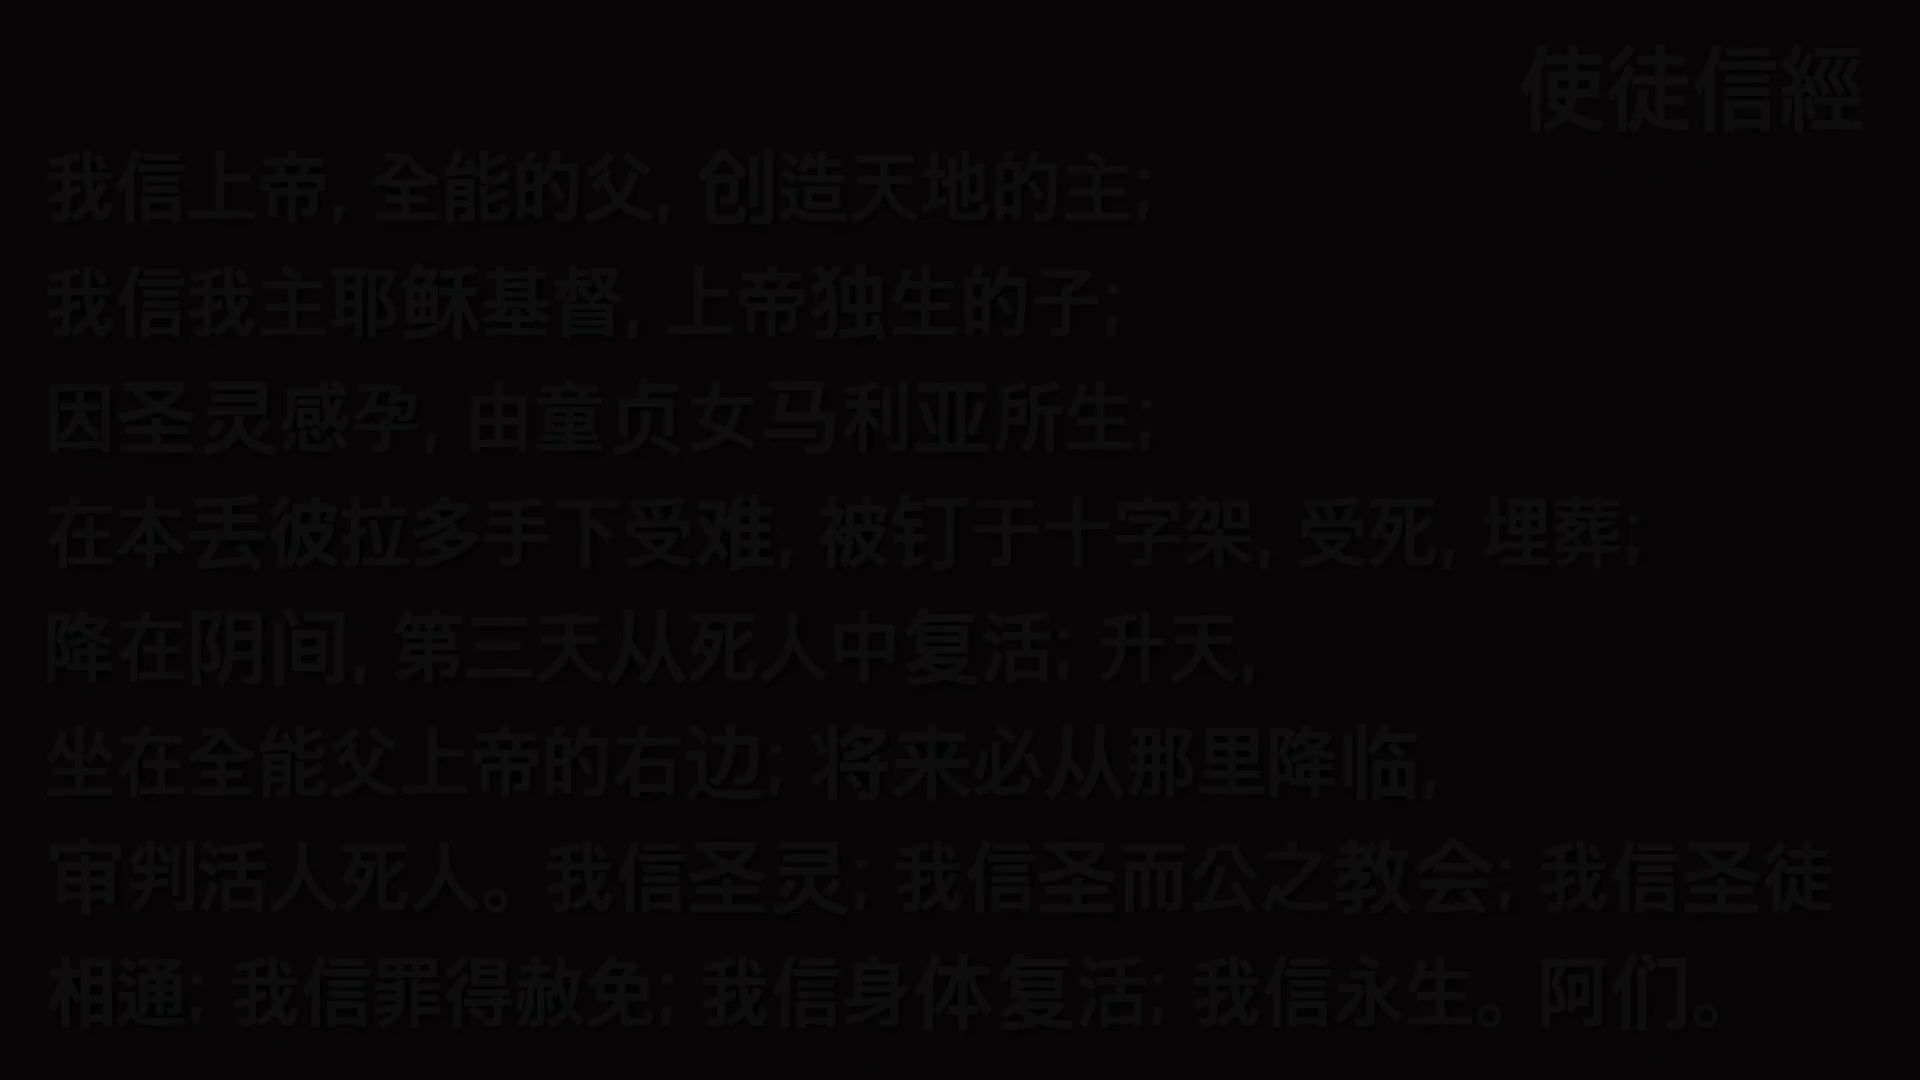 使徒信經
我信上帝, 全能的父, 创造天地的主;
我信我主耶稣基督, 上帝独生的子;
因圣灵感孕, 由童贞女马利亚所生;
在本丢彼拉多手下受难, 被钉于十字架, 受死, 埋葬;
降在阴间, 第三天从死人中复活; 升天,
坐在全能父上帝的右边; 将来必从那里降临,
审判活人死人。我信圣灵; 我信圣而公之教会; 我信圣徒
相通; 我信罪得赦免; 我信身体复活; 我信永生。阿们。